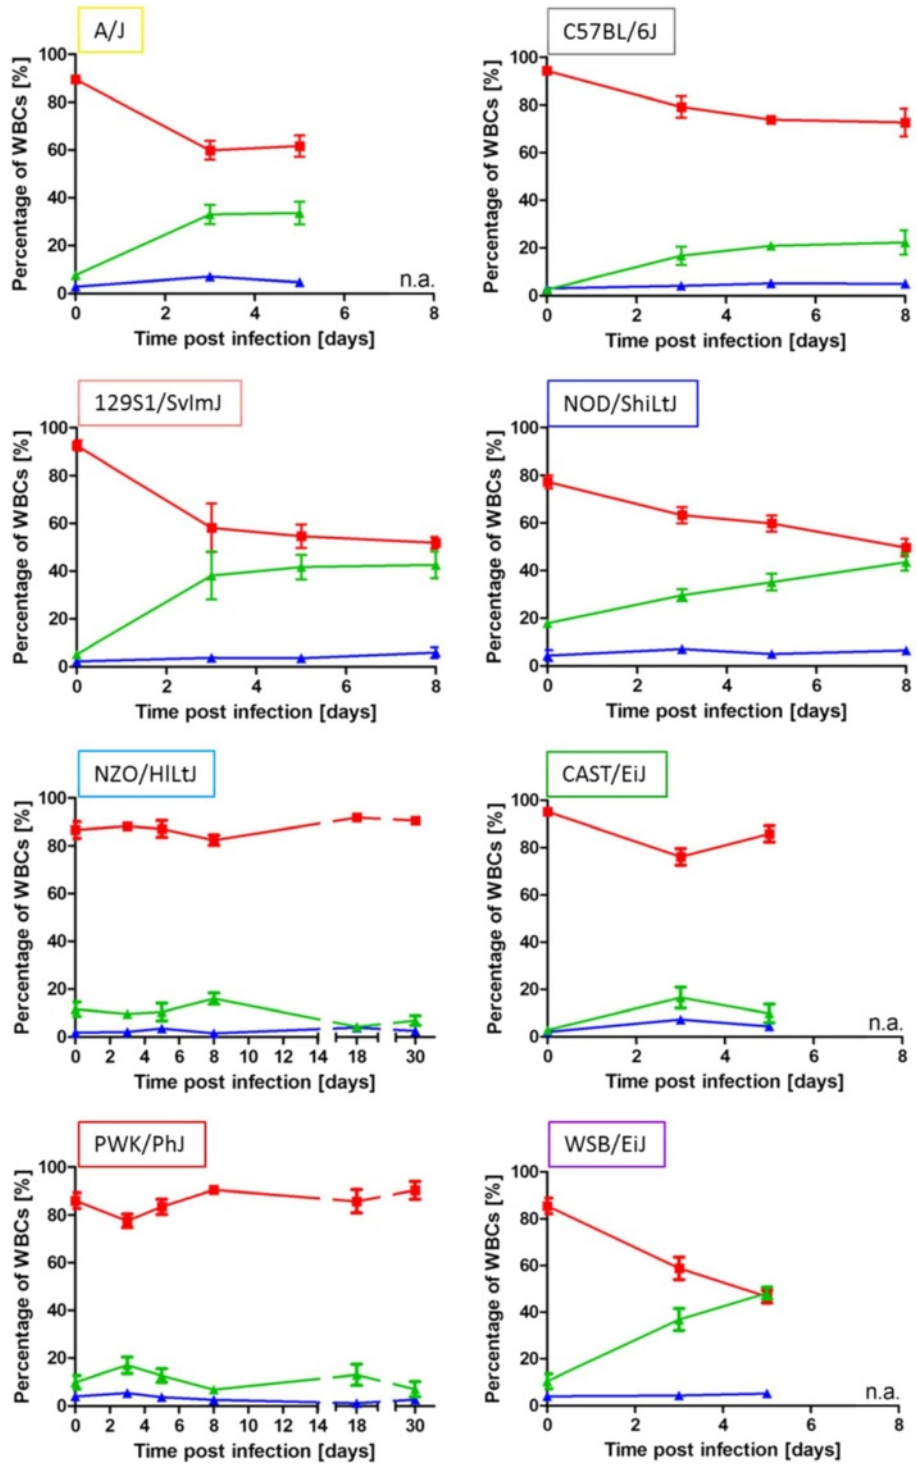 A/J
Percentage of WBCs [%]
100
80
60
40
20
0
n.a.
0 2 4 6 8
Time post infection [days]
C57BL/6J
Percentage of WBCs [%]
100
80
60
40
20
0
0 2 4 6 8
Time post infection [days]
129S1/SvImJ
Percentage of WBCs [%]
100
80
60
40
20
0
0 2 4 6 8
Time post infection [days]
NOD/ShiLtJ
Percentage of WBCs [%]
100
80
60
40
20
0
0 2 4 6 8
Time post infection [days]
NZO/HlLtJ
Percentage of WBCs [%]
100
80
60
40
20
0
0 2 4 6 8 10 12 14 18 30
Time post infection [days]
CAST/EiJ
Percentage of WBCs [%]
100
80
60
40
20
0
n.a.
0 2 4 6 8
Time post infection [days]
PWK/PhJ
Percentage of WBCs [%]
100
80
60
40
20
0
0 2 4 6 8 10 12 14 18 30
Time post infection [days]
WSB/EiJ
Percentage of WBCs [%]
100
80
60
40
20
0
n.a.
0 2 4 6 8
Time post infection [days]